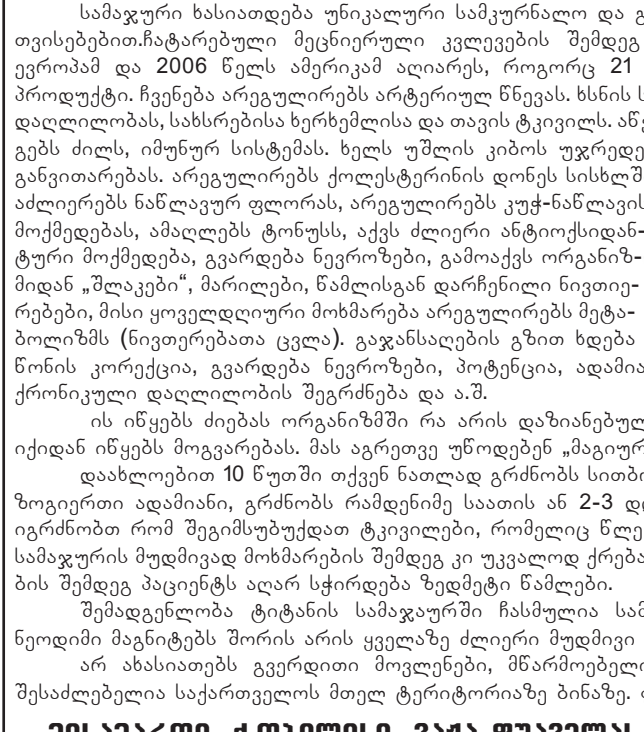 სამაჯური ხასიათდება უნიკალური სამკურნალო და
თვისებებით.ჩატარებული მეცნიერული კვლევების შემდეგ
ევროპამ და 2006 წელს ამერიკამ აღიარეს, როგორც 21
პროდუქტი. ჩვენება არეგულირებს არტერიულ წნევას. ხსნის
დაღლილობას, სახსრებისა ხერხემლისა და თავის ტკივილს.
გებს ძილს, იმუნურ სისტემას. ხელს უშლის კიბოს უჯრედე
განვითარებას. არეგულირებს ქოლესტერინის დონეს სისხლშ
აძლიერებს ნაწლავურ ფლორას, არეგულირებს კუჭ-ნაწლავის
მოქმედებას, ამაღლებს ტონუსს, აქვს ძლიერი ანტიოქსიდან-
ტური მოქმედება, გვარდება ნევროზები, გამოაქვს ორგანიზ-
მიდან „შლაკები“, მარილები, წამლისგან დარჩენილი ნივთიე-
რებები, მისი ყოველდღიური მოხმარება არეგულირებს მეტა-
ბოლიზმს (ნივთერებათა ცვლა). გაჯანსაღების გზით ხდება
წონის კორექცია, გვარდება ნევროზები, პოტენცია, ადამია
ქრონიკული დაღლილობის შეგრძნება და ა.შ.
ის იწყებს ძიებას ორგანიზმში რა არის დაზიანებულ
იქიდან იწყებს მოგვარებას. მას აგრეთვე უწოდებენ „მაგიურ
დაახლოებით 10 წუთში თქვენ ნათლად გრძნობს სითბ
ზოგიერთი ადამიანი, გრძნობს რამდენიმე საათის ან 2-3
იგრძნობთ რომ შეგიმსუბუქდათ ტკივილები, რომელიც წლე
სამაჯურის მუდმივად მოხმარების შემდეგ კი უკვალოდ ქრება
ბის შემდეგ პაციენტს აღარ სჭირდება ზედმეტი წამლები.
შემადგენლობა ტიტანის სამაჯაურში ჩასმულია სამ
ნეოდიმი მაგნიტებს შორის არის ყველაზე ძლიერი მუდმივი
არ ახასიათებს გვერდითი მოვლენები, მწარმოებელი
შესაძლებელია საქართველოს მთელ ტერიტორიაზე ბინაზე.